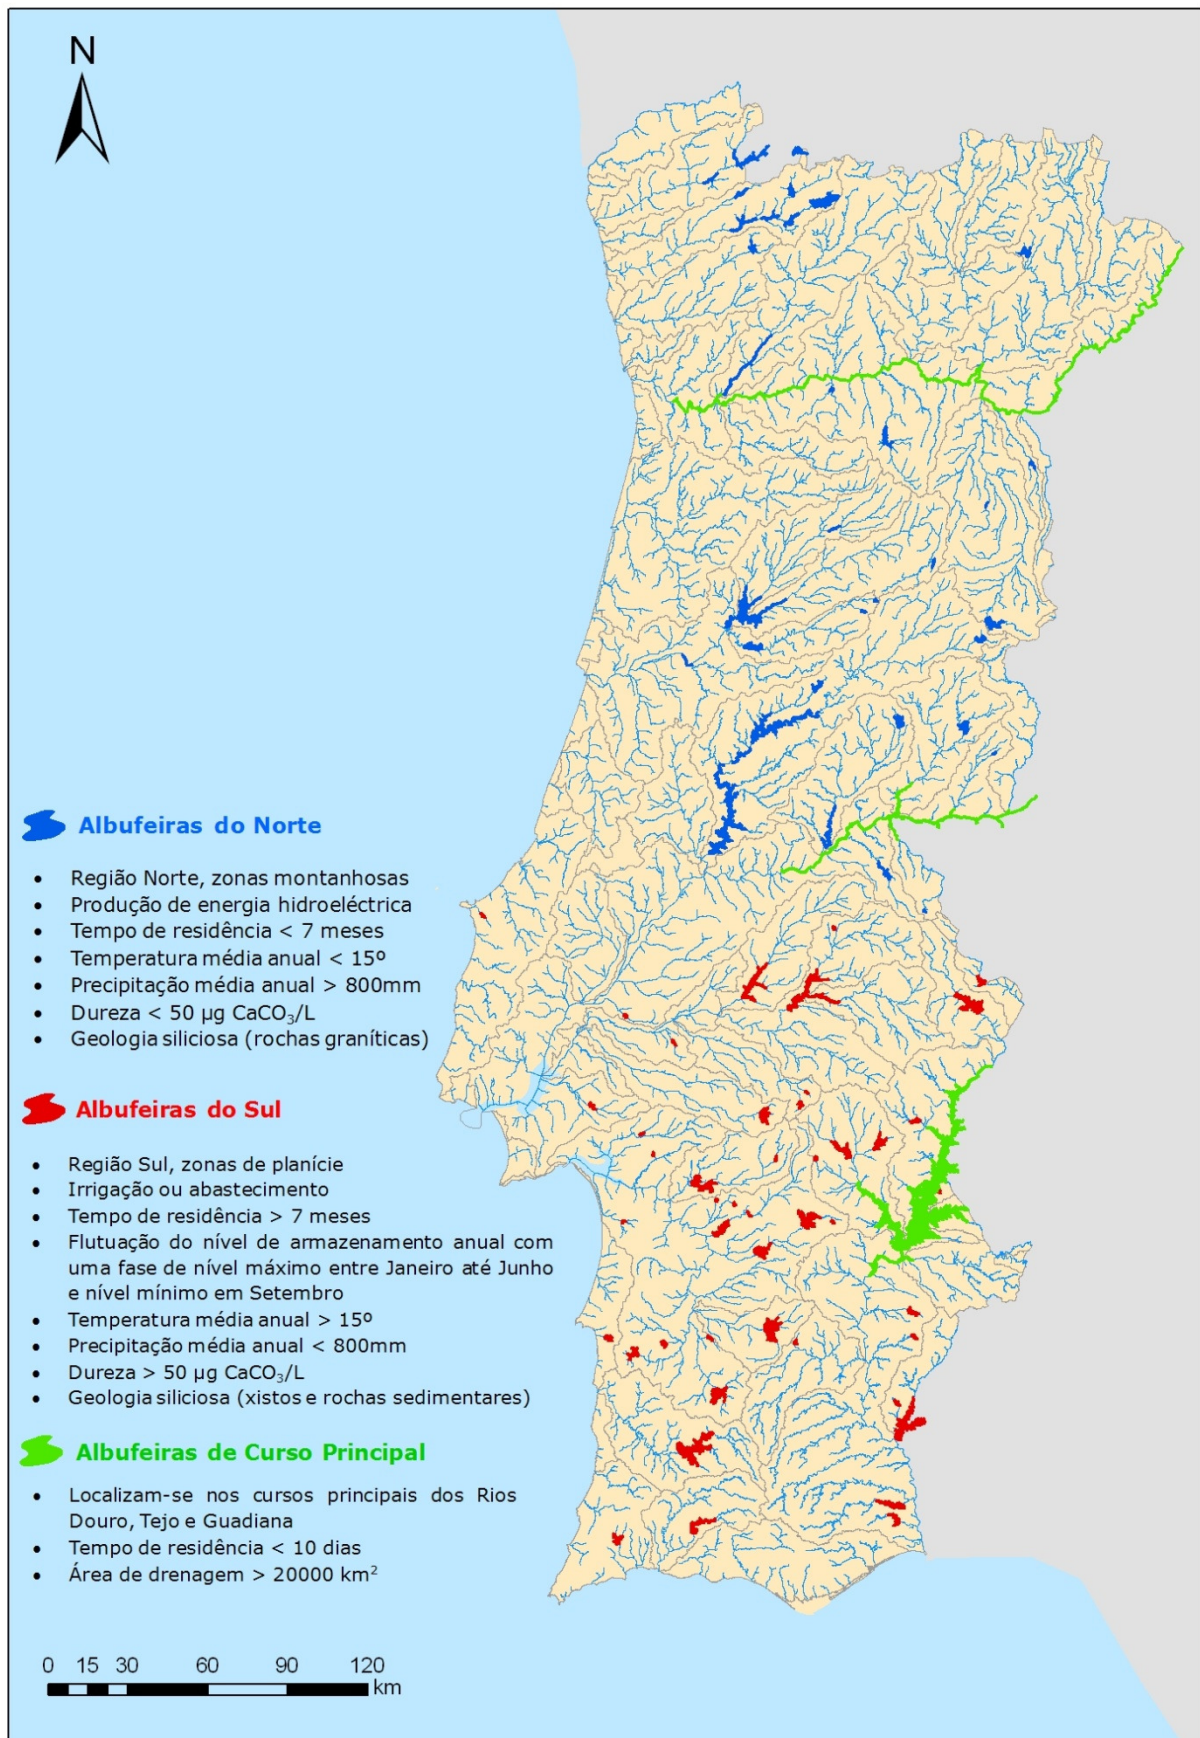 N
Albufeiras do Norte
• Região Norte, zonas montanhosas
• Produção de energia hidroeléctrica
• Tempo de residência < 7 meses
• Temperatura média anual < 15º
• Precipitação média anual > 800mm
• Dureza < 50 µg CaCO₃/L
• Geologia siliciosa (rochas graníticas)
Albufeiras do Sul
• Região Sul, zonas de planície
• Irrigação ou abastecimento
• Tempo de residência > 7 meses
• Flutuação do nível de armazenamento anual com
uma fase de nível máximo entre Janeiro até Junho
e nível mínimo em Setembro
• Temperatura média anual > 15º
• Precipitação média anual < 800mm
• Dureza > 50 µg CaCO₃/L
• Geologia siliciosa (xistos e rochas sedimentares)
Albufeiras de Curso Principal
• Localizam-se nos cursos principais dos Rios
Douro, Tejo e Guadiana
• Tempo de residência < 10 dias
• Área de drenagem > 20000 km²
0 15 30 60 90 120
km